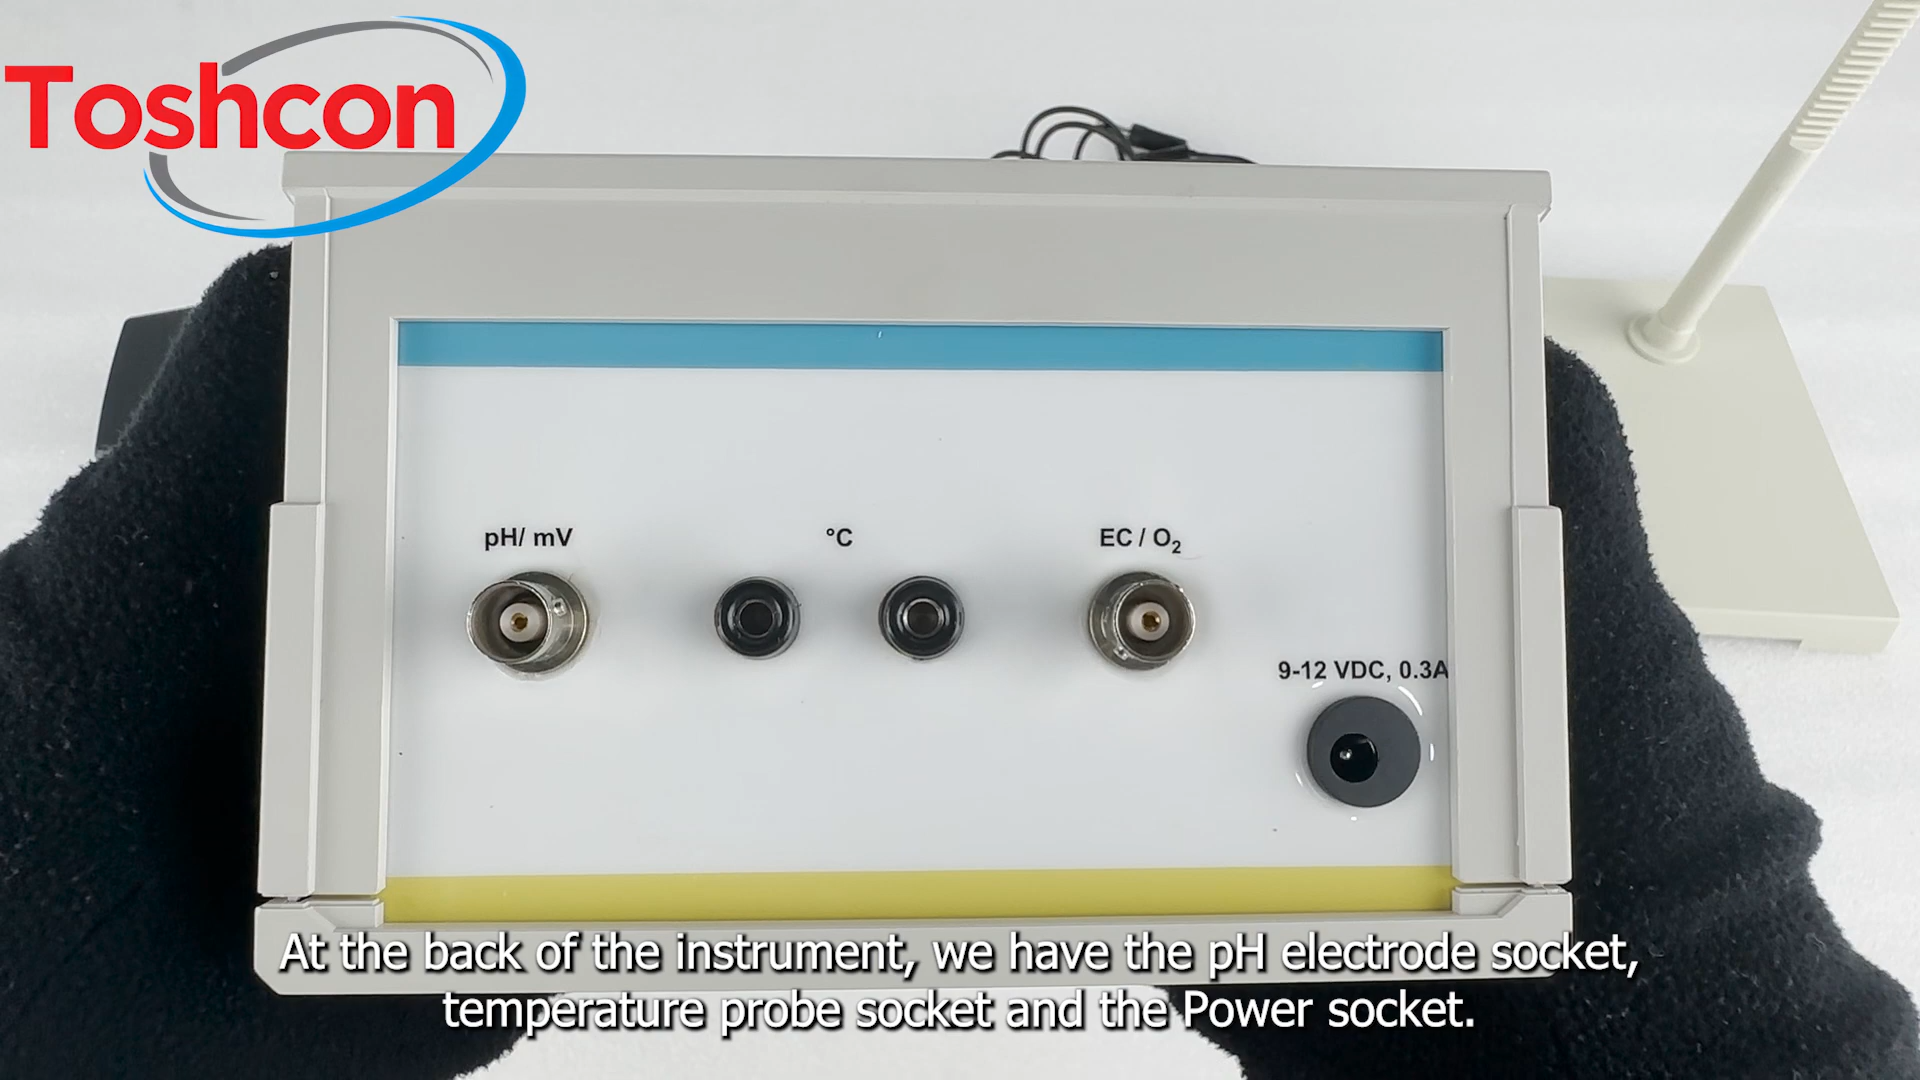 Toshcon
pH/ mV
°C
EC / O₂
9-12 VDC, 0.3A
At the back of the instrument, we have the pH electrode socket,
temperature probe socket and the Power socket.